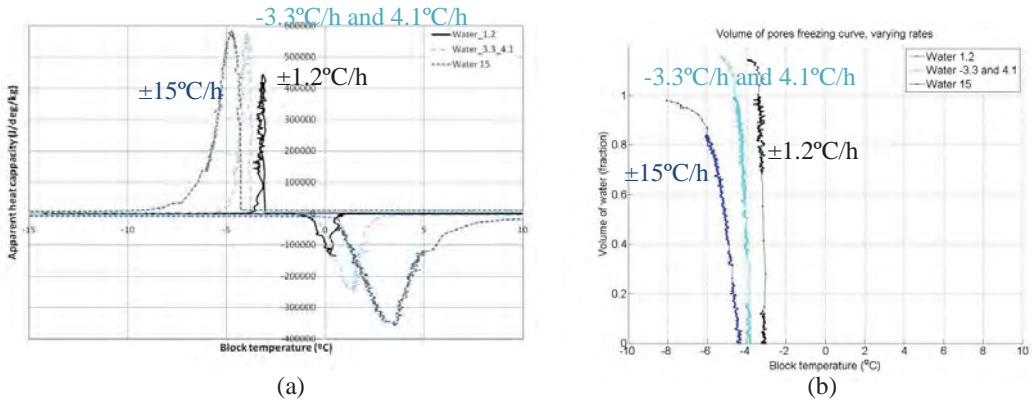 -3.3ºC/h and 4.1ºC/h
600000
500000
400000
300000
200000
100000
0
-100000
-200000
-300000
-400000
Apparent heat cappacity (J/deg/kg)
Water_1.2
Water_3.3_4.1
Water 15
±15ºC/h
±1.2ºC/h
-15
-10
-5
0
5
10
Block temperature (ºC)
(a)
Volume of pores freezing curve, varying rates
Water 1.2
Water -3.3 and 4.1
Water 15
-3.3ºC/h and 4.1ºC/h
±1.2ºC/h
±15ºC/h
Volume of water (fraction)
1
0.8
0.6
0.4
0.2
0
-10
-8
-6
-4
-2
0
2
4
6
8
10
Block temperature (ºC)
(b)